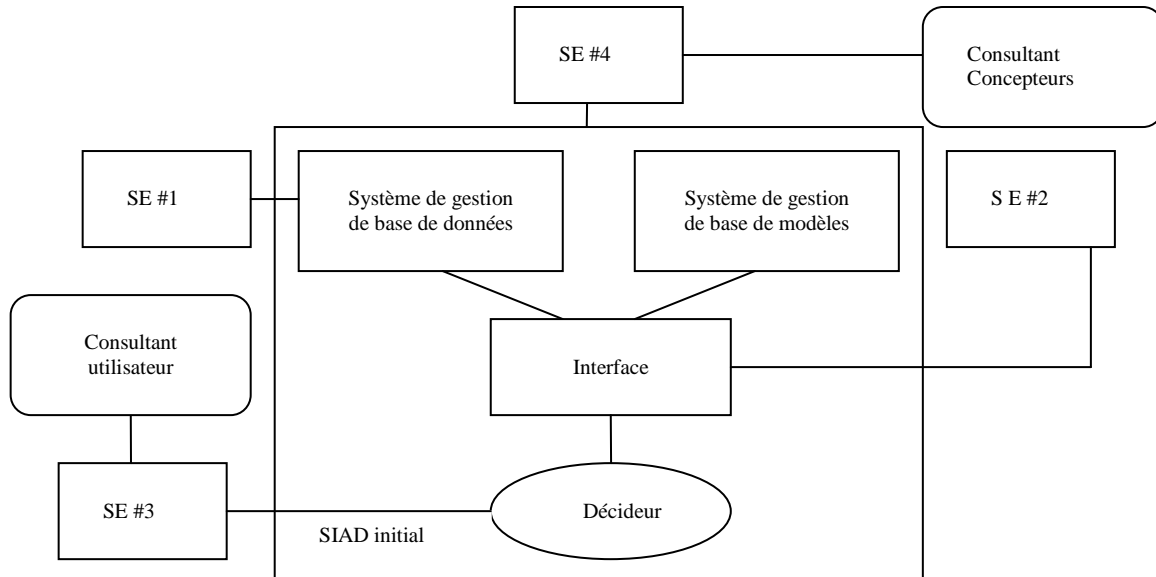 SE #4
Consultant
Concepteurs
SE #1
Système de gestion
de base de données
Système de gestion
de base de modèles
S E #2
Consultant
utilisateur
Interface
SE #3
SIAD initial
Décideur